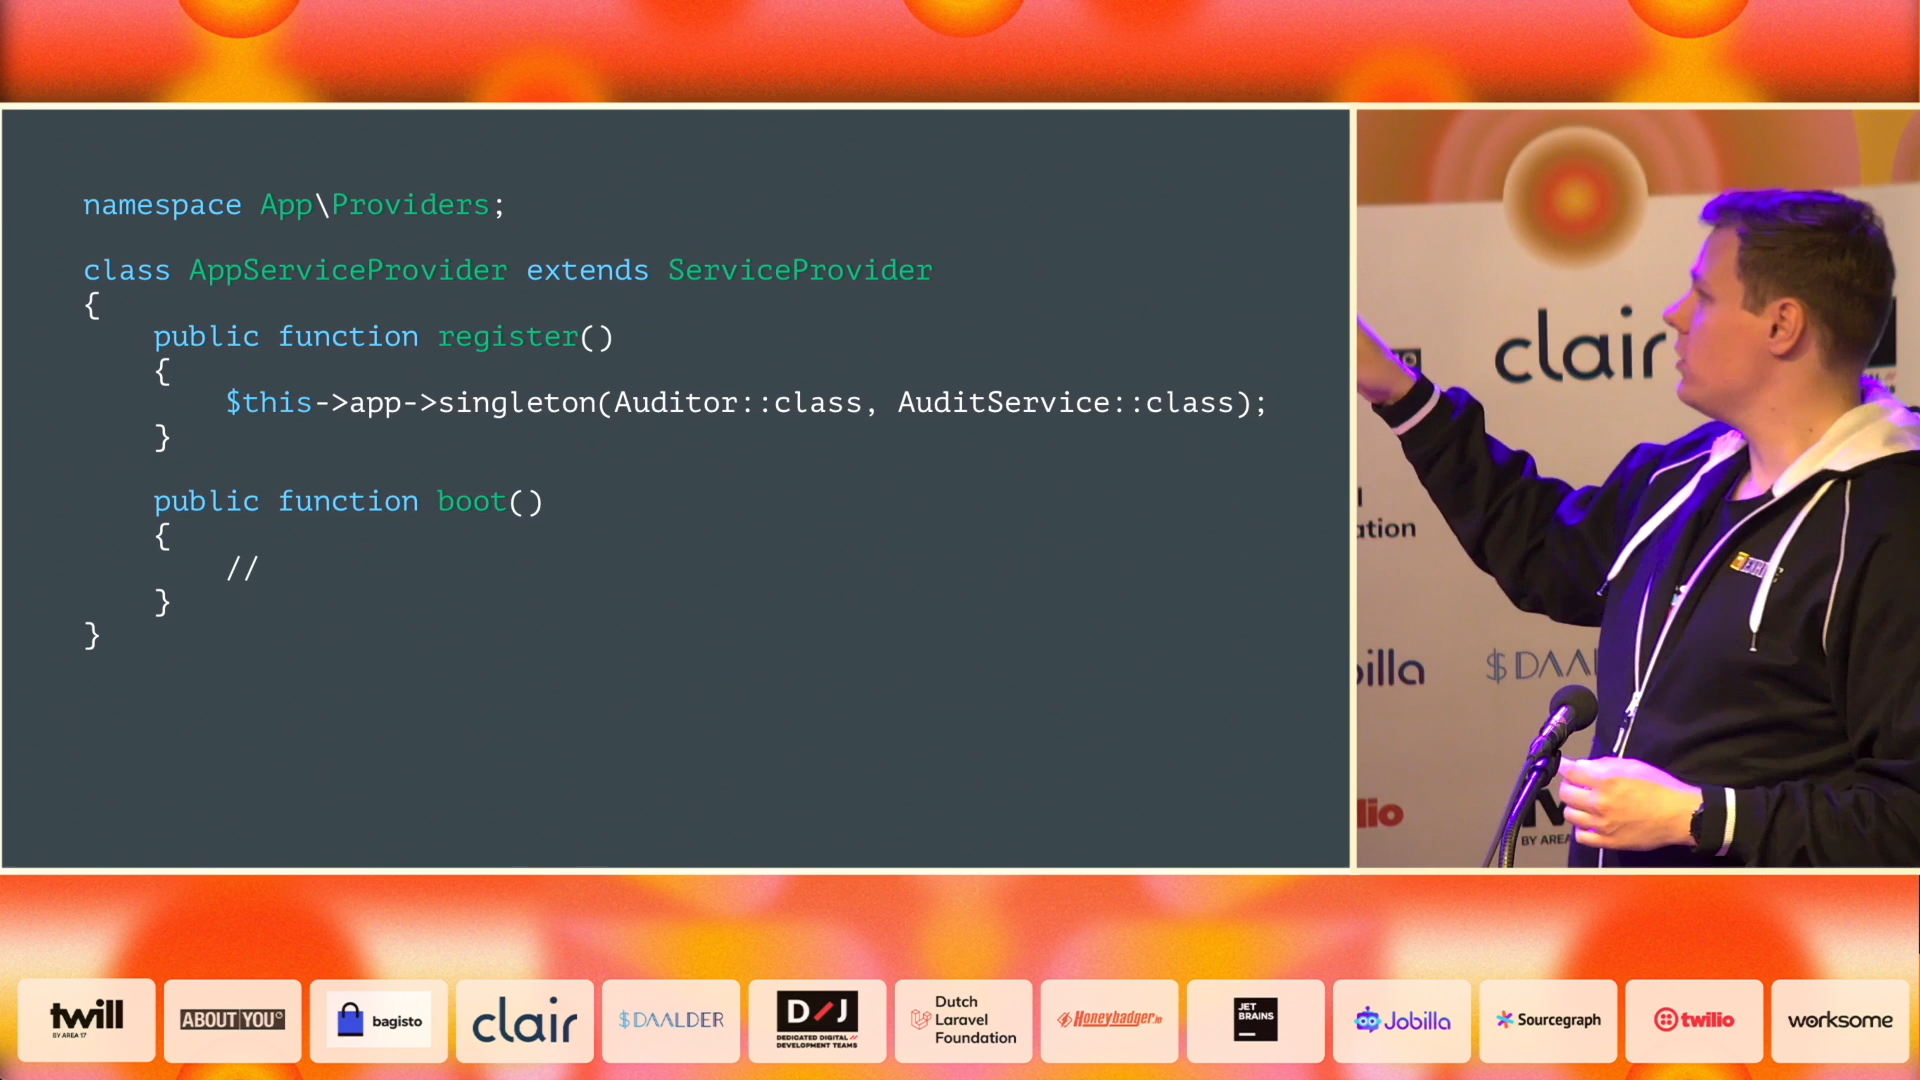 namespace App\Providers;
class AppServiceProvider extends ServiceProvider
{
    public function register()
    {
        $this->app->singleton(Auditor::class, AuditService::class);
    }
    public function boot()
    {
        //
    }
}
clair
ation
illa
$DAAL
lio
BY AREA
twill
BY AREA 17
ABOUT YOU°
bagisto
clair
$DAALDER
D/J
DEDICATED DIGITAL //
DEVELOPMENT TEAMS
Dutch
Laravel
Foundation
Honeybadger.io
JET
BRAINS
Jobilla
Sourcegraph
twilio
worksome